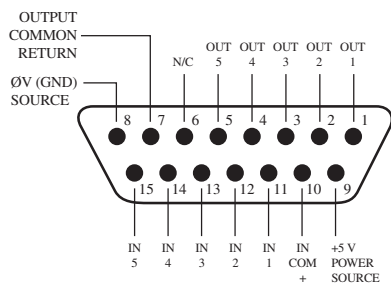 OUTPUT
COMMON
RETURN
ØV (GND)
SOURCE
N/C
OUT
5
OUT
4
OUT
3
OUT
2
OUT
1
8 7 6 5 4 3 2 1
15 14 13 12 11 10 9
IN
5
IN
4
IN
3
IN
2
IN
1
IN
COM
+
+5 V
POWER
SOURCE